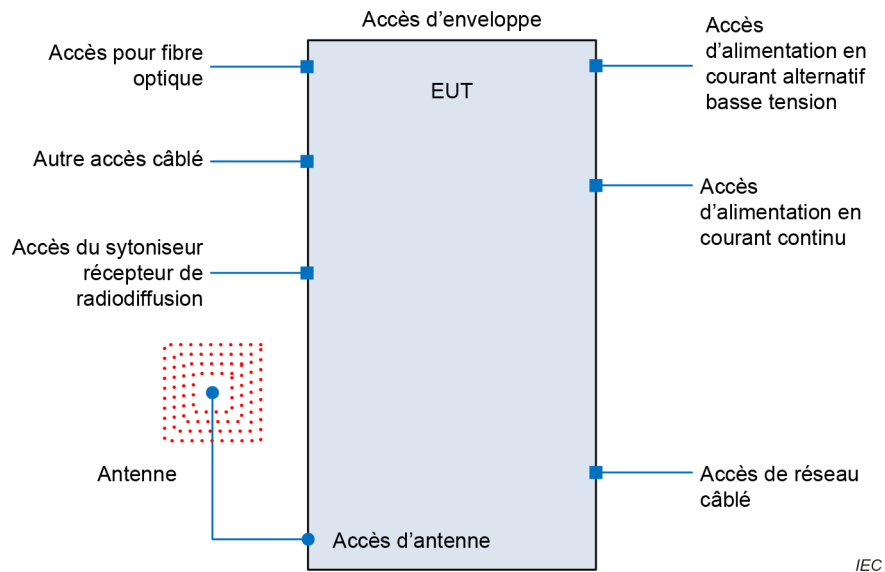 Accès d’enveloppe
Accès pour fibre
optique
EUT
Accès
d’alimentation en
courant alternatif
basse tension
Autre accès câblé
Accès
d’alimentation en
courant continu
Accès du sytoniseur
récepteur de
radiodiffusion
Antenne
Accès de réseau
câblé
Accès d’antenne
IEC